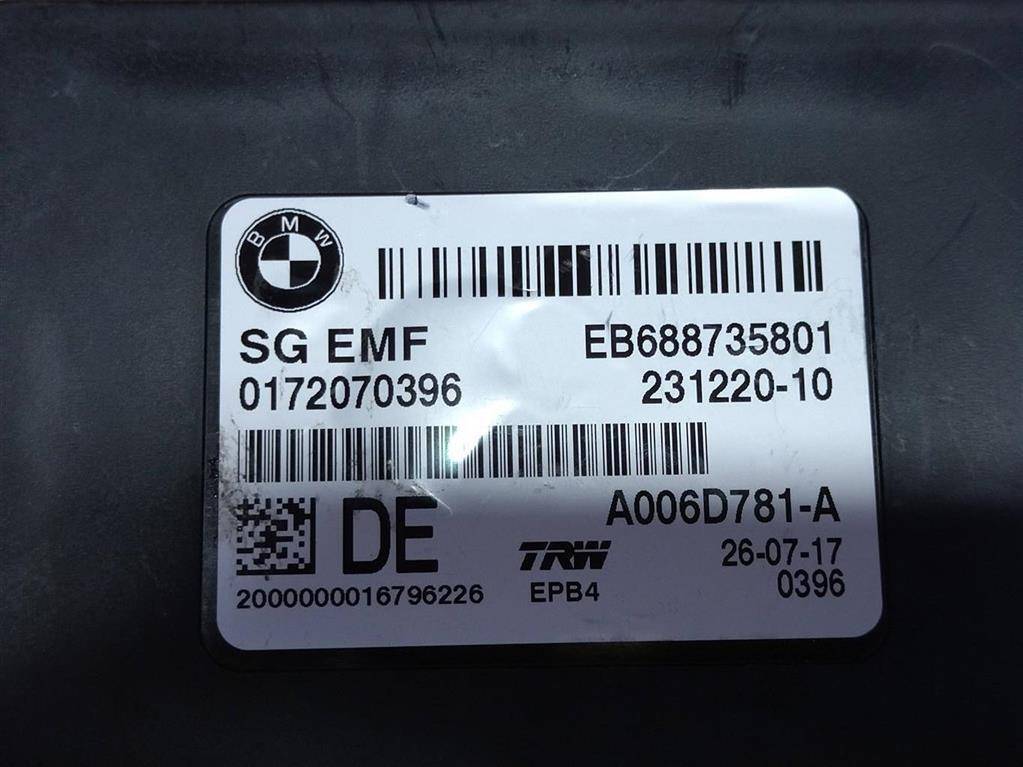 BMW
SG EMF EB688735801
0172070396 231220-10
A006D781-A
DE TRW 26-07-17
2000000016796226 EPB4 0396